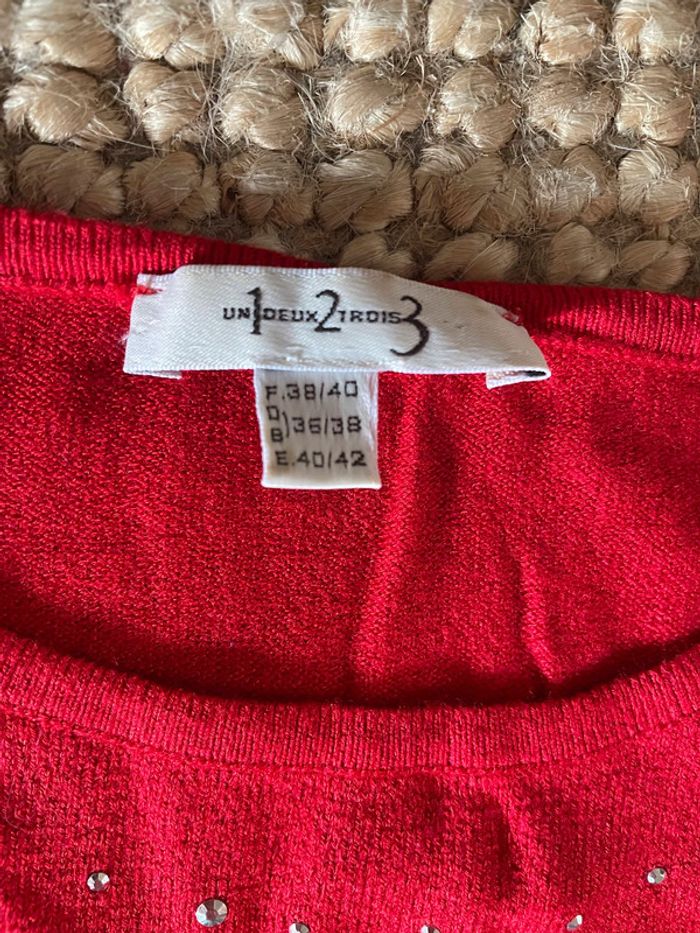 UN1DEUX2TROIS3
F.38/40
D
B)36/38
E.40/42